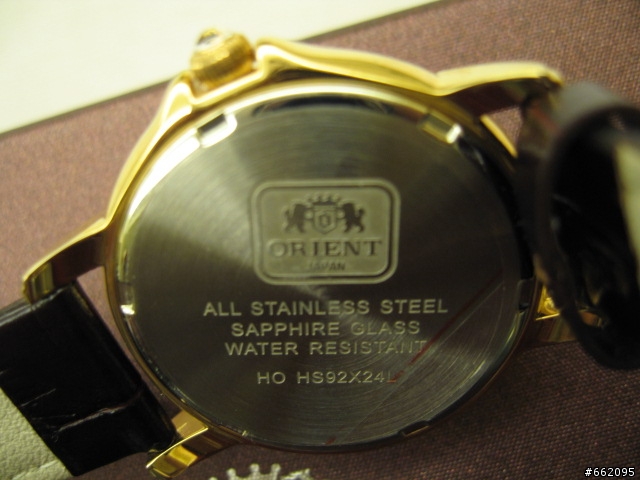 ORIENT
JAPAN
ALL STAINLESS STEEL
SAPPHIRE GLASS
WATER RESISTANT
HO HS92X24L
#662095